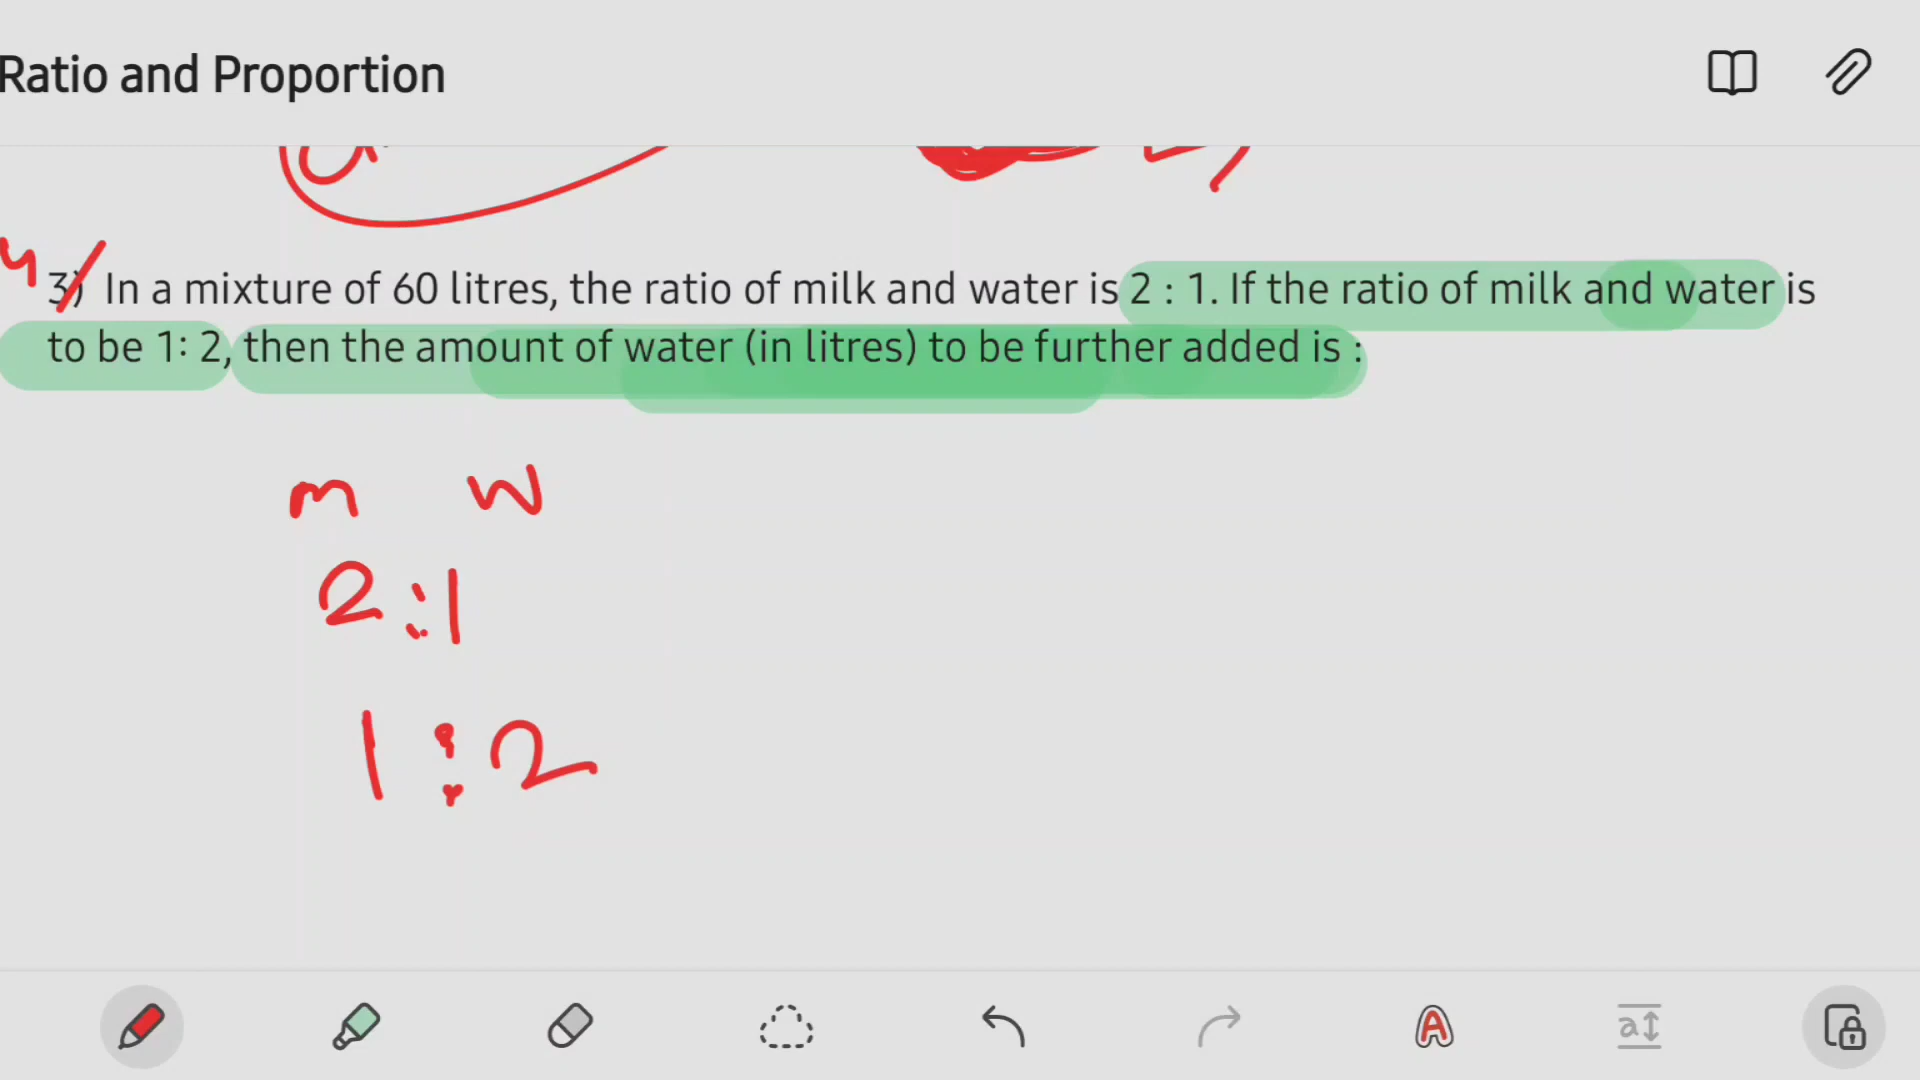 Ratio and Proportion
4
3) In a mixture of 60 litres, the ratio of milk and water is 2 : 1. If the ratio of milk and water is
to be 1: 2, then the amount of water (in litres) to be further added is :
m w
2:1
1:2
A
a